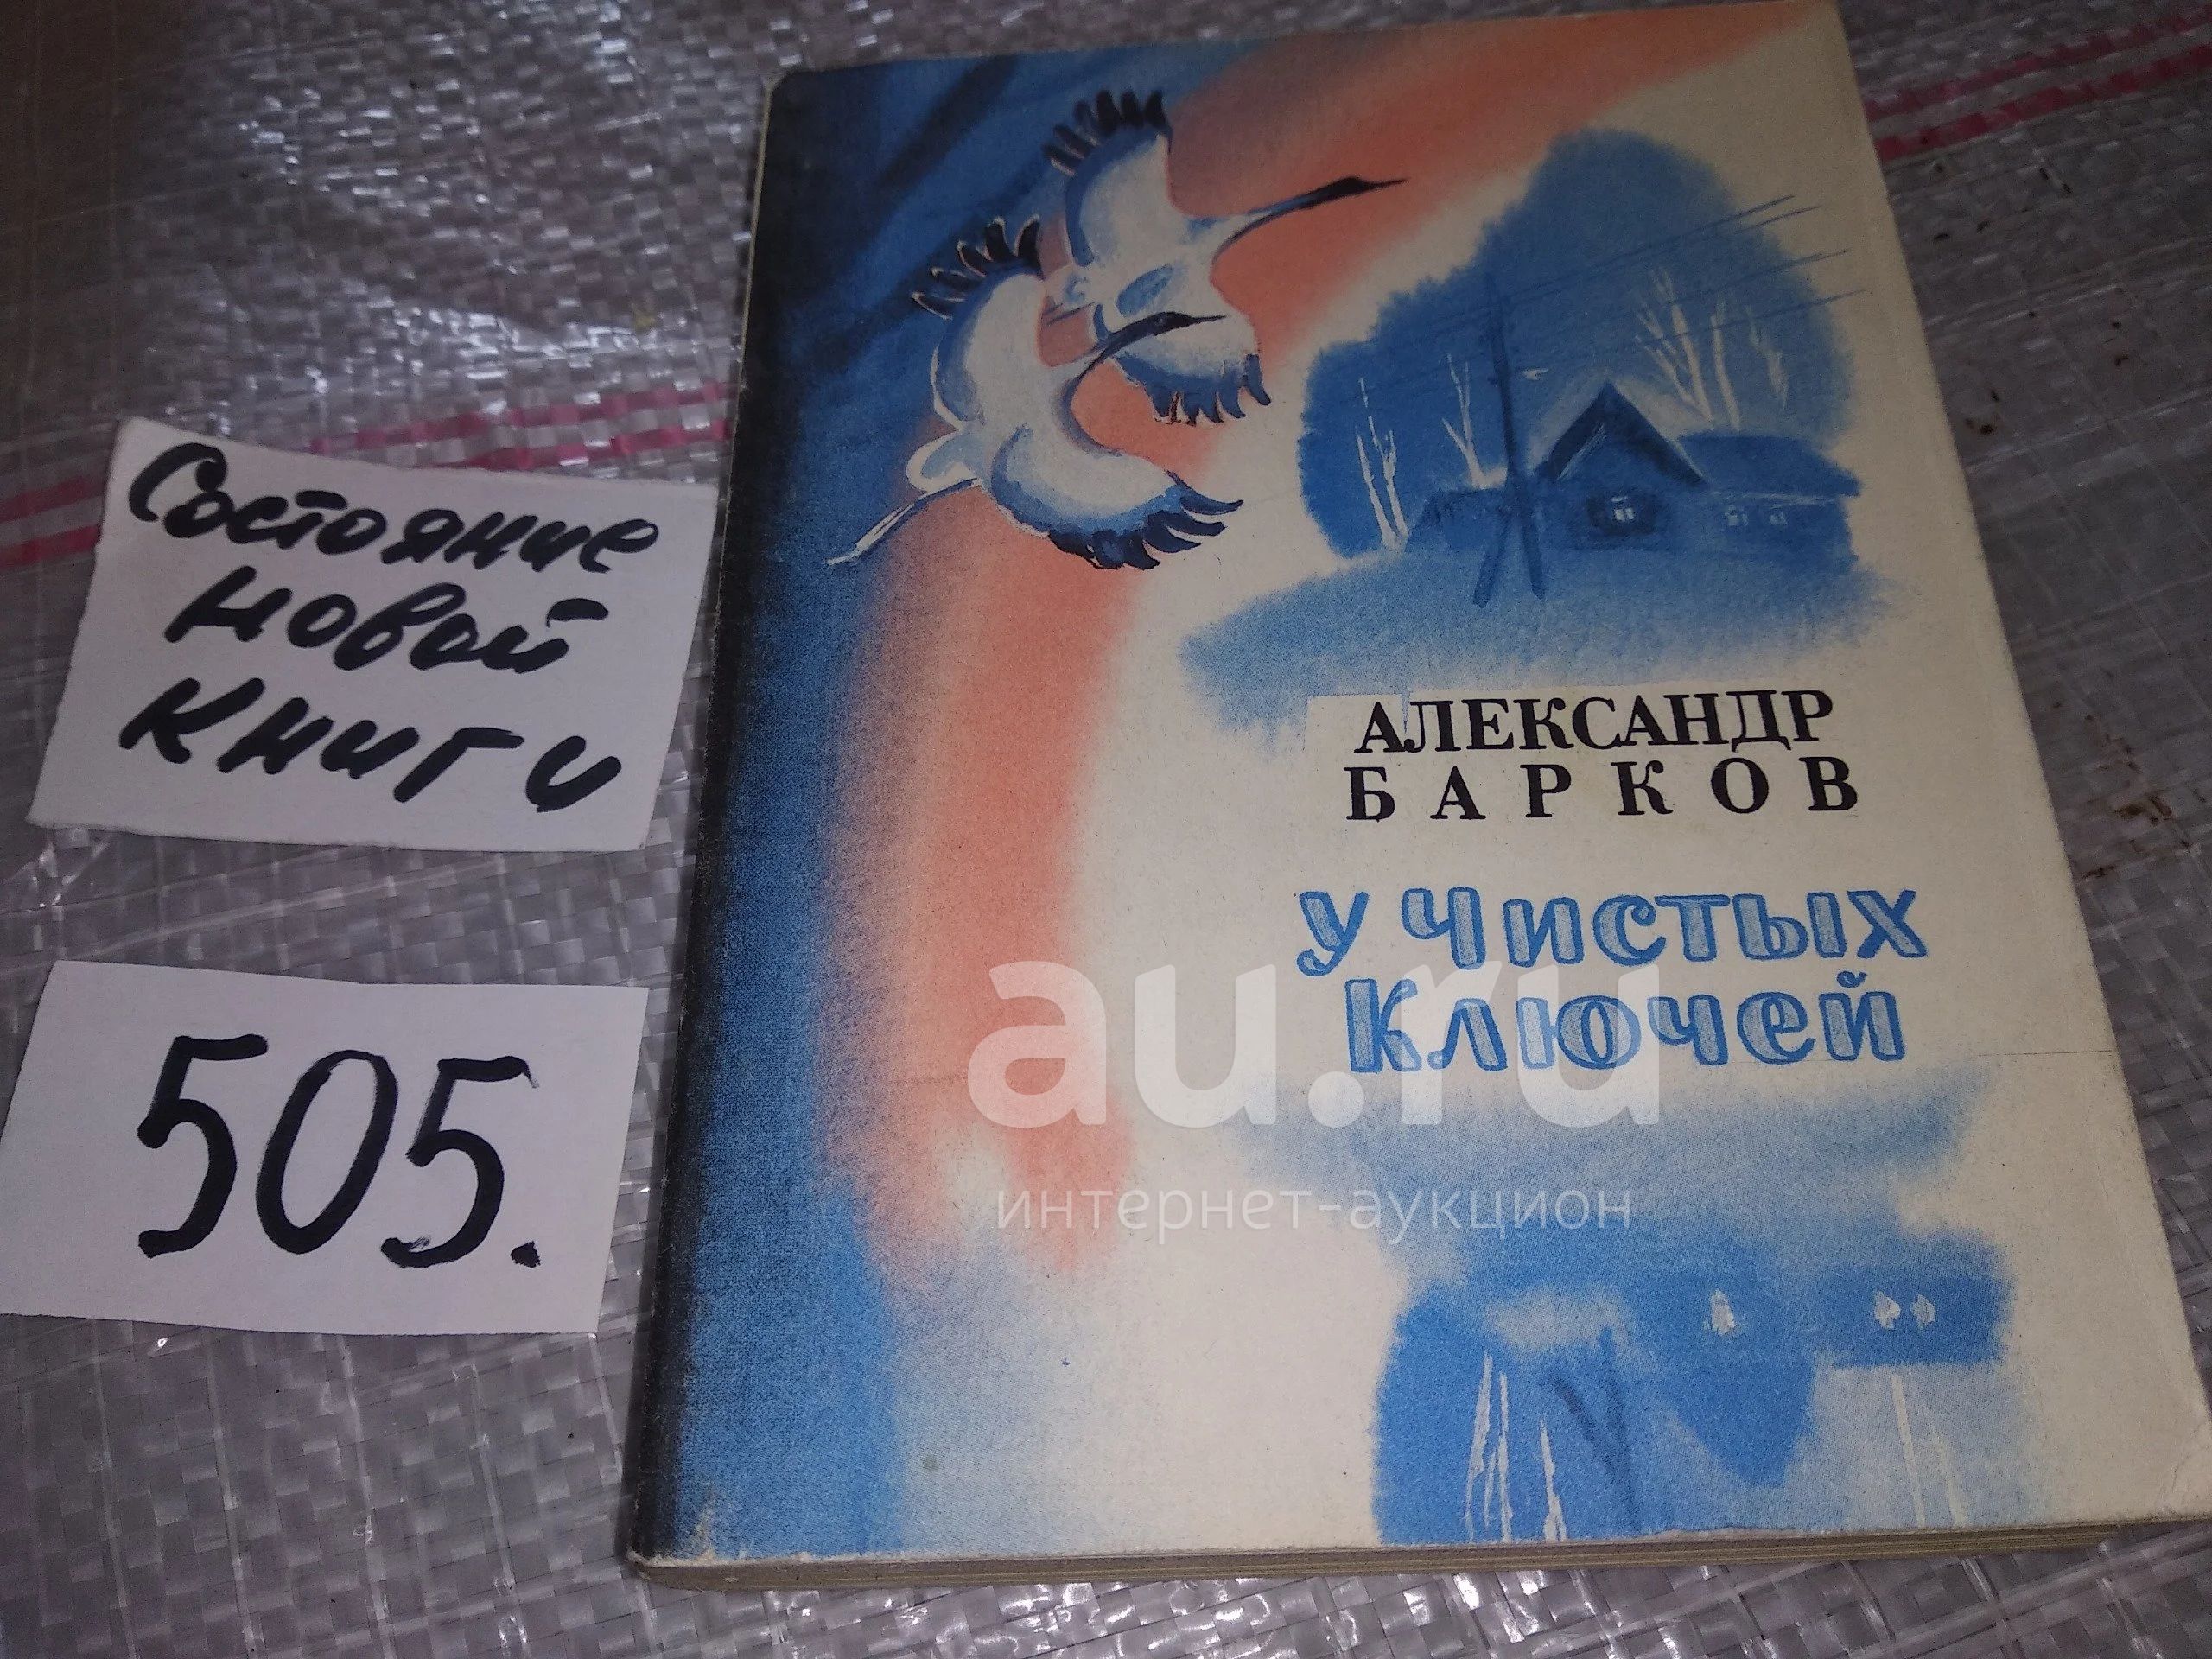 Состояние
новой
книги
505.
АЛЕКСАНДР
БАРКОВ
У ЧИСТЫХ
КЛЮЧЕЙ
au.ru
интернет-аукцион